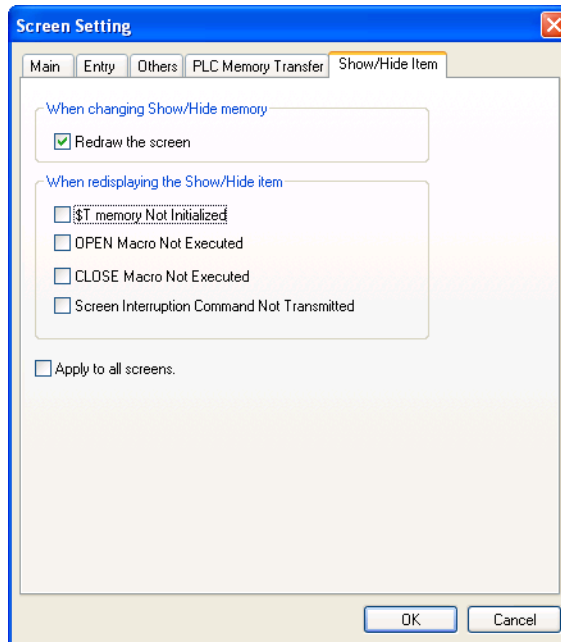 Screen Setting
Main Entry Others PLC Memory Transfer Show/Hide Item
When changing Show/Hide memory
Redraw the screen
When redisplaying the Show/Hide item
$T memory Not Initialized
OPEN Macro Not Executed
CLOSE Macro Not Executed
Screen Interruption Command Not Transmitted
Apply to all screens.
OK Cancel